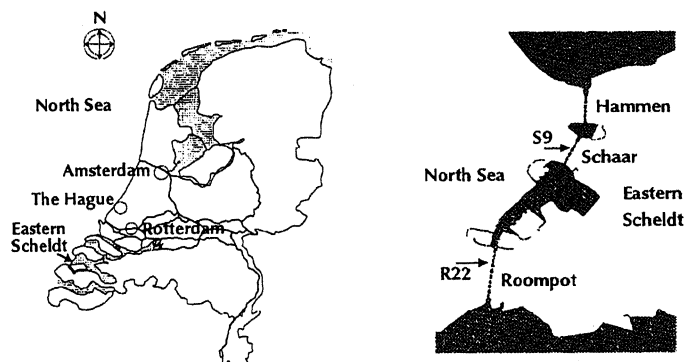 N
North Sea
Amsterdam
The Hague
Rotterdam
Eastern
Scheldt
Hammen
S9
Schaar
North Sea
Eastern
Scheldt
R22
Roompot